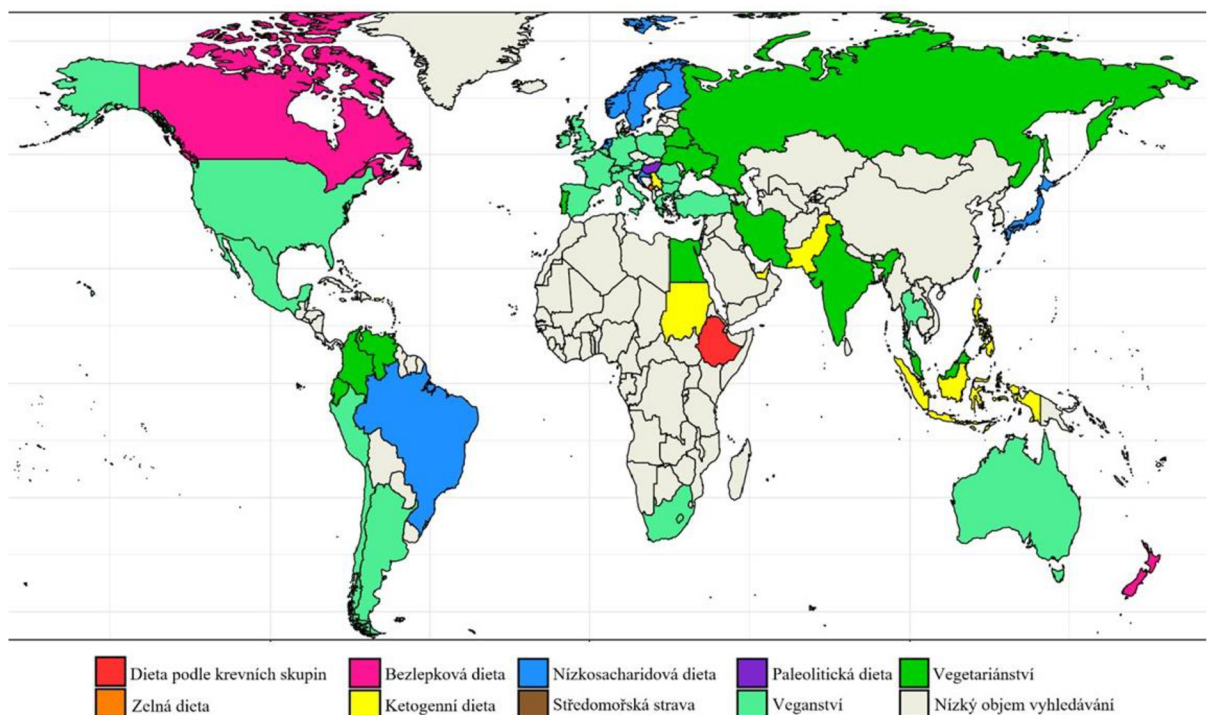 Dieta podle krevních skupin Bezlepková dieta Nízkosacharidová dieta Paleolitická dieta Vegetariánství
Zelná dieta Ketogenní dieta Středomořská strava Veganství Nízký objem vyhledávání